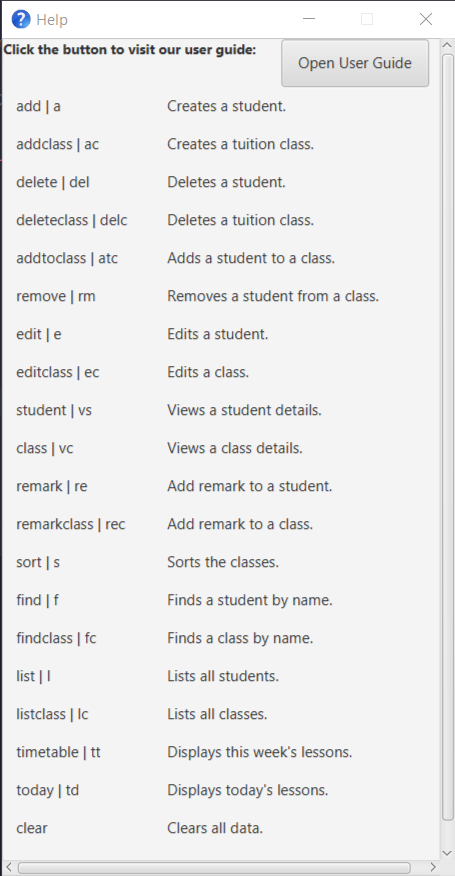 Help
Click the button to visit our user guide: Open User Guide
add | a Creates a student.
addclass | ac Creates a tuition class.
delete | del Deletes a student.
deleteclass | delc Deletes a tuition class.
addtoclass | atc Adds a student to a class.
remove | rm Removes a student from a class.
edit | e Edits a student.
editclass | ec Edits a class.
student | vs Views a student details.
class | vc Views a class details.
remark | re Add remark to a student.
remarkclass | rec Add remark to a class.
sort | s Sorts the classes.
find | f Finds a student by name.
findclass | fc Finds a class by name.
list | l Lists all students.
listclass | lc Lists all classes.
timetable | tt Displays this week's lessons.
today | td Displays today's lessons.
clear Clears all data.